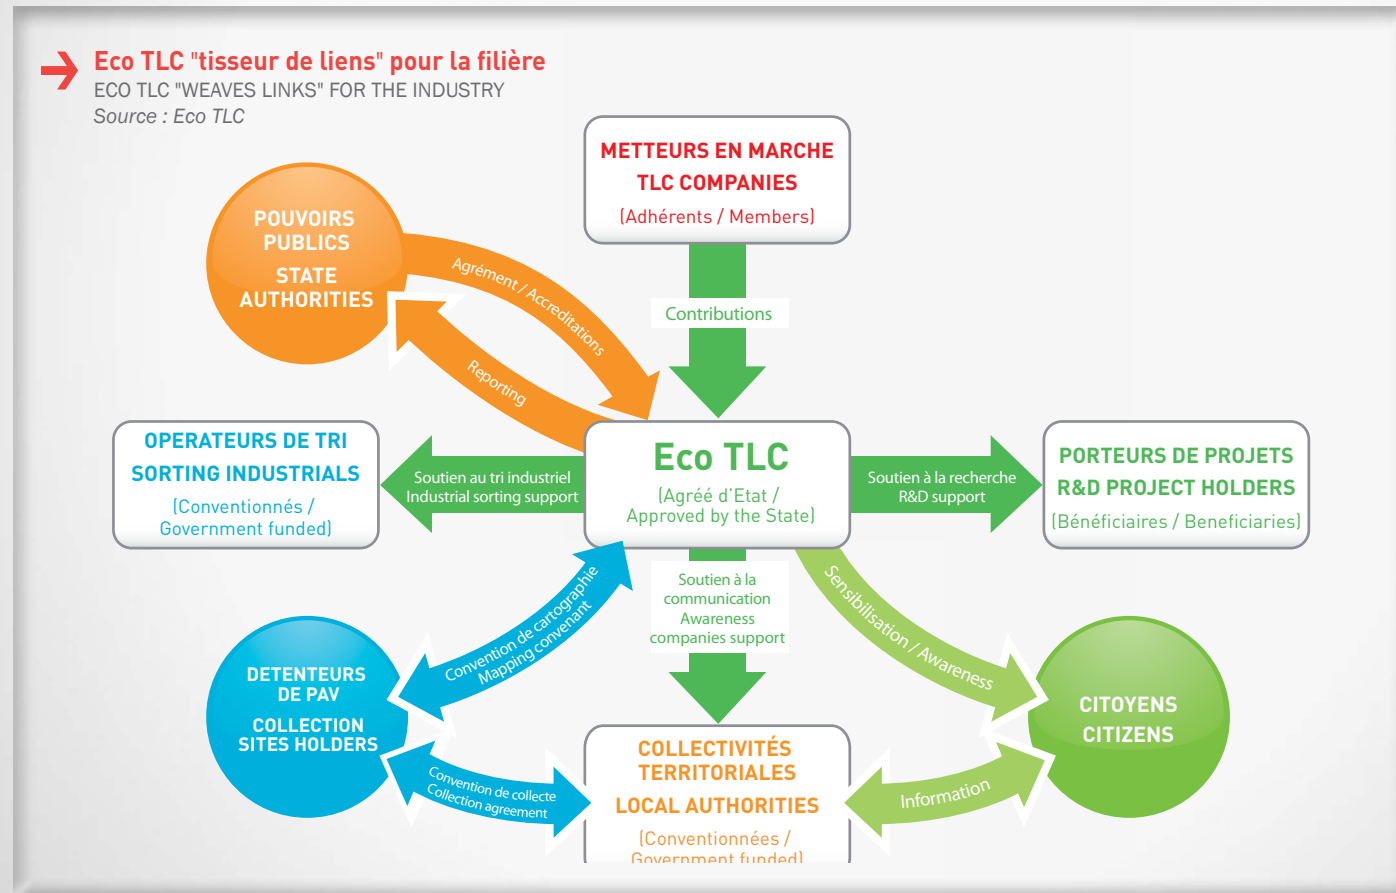 Eco TLC "tisseur de liens" pour la filière
ECO TLC "WEAVES LINKS" FOR THE INDUSTRY
Source : Eco TLC
METTEURS EN MARCHE
TLC COMPANIES
(Adhérents / Members)
POUVOIRS
PUBLICS
STATE
AUTHORITIES
Agrément / Accreditations
Reporting
Contributions
OPERATEURS DE TRI
SORTING INDUSTRIALS
(Conventionnés /
Government funded)
Soutien au tri industriel
Industrial sorting support
Eco TLC
(Agréé d'Etat /
Approved by the State)
Soutien à la recherche
R&D support
PORTEURS DE PROJETS
R&D PROJECT HOLDERS
(Bénéficiaires / Beneficiaries)
Convention de cartographie
Mapping convenant
Soutien à la
communication
Awareness
companies support
Sensibilisation / Awareness
DETENTEURS
DE PAV
COLLECTION
SITES HOLDERS
CITOYENS
CITIZENS
Convention de collecte
Collection agreement
COLLECTIVITÉS
TERRITORIALES
LOCAL AUTHORITIES
(Conventionnées /
Government funded)
Information